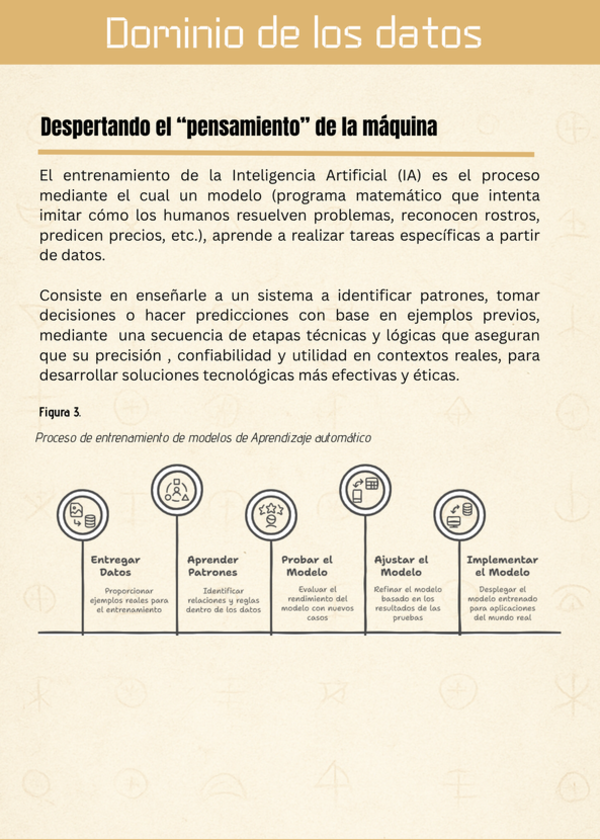 Dominio de los datos
Despertando el “pensamiento” de la máquina
El entrenamiento de la Inteligencia Artificial (IA) es el proceso
mediante el cual un modelo (programa matemático que intenta
imitar cómo los humanos resuelven problemas, reconocen rostros,
predicen precios, etc.), aprende a realizar tareas específicas a partir
de datos.
Consiste en enseñarle a un sistema a identificar patrones, tomar
decisiones o hacer predicciones con base en ejemplos previos,
mediante una secuencia de etapas técnicas y lógicas que aseguran
que su precisión , confiabilidad y utilidad en contextos reales, para
desarrollar soluciones tecnológicas más efectivas y éticas.
Figura 3.
Proceso de entrenamiento de modelos de Aprendizaje automático
Entregar
Datos
Proporcionar
ejemplos reales para
el entrenamiento
Aprender
Patrones
Identificar
relaciones y reglas
dentro de los datos
Probar el
Modelo
Evaluar el
rendimiento del
modelo con nuevos
casos
Ajustar el
Modelo
Refinar el modelo
basado en los
resultados de las
pruebas
Implementar
el Modelo
Desplegar el
modelo entrenado
para aplicaciones
del mundo real